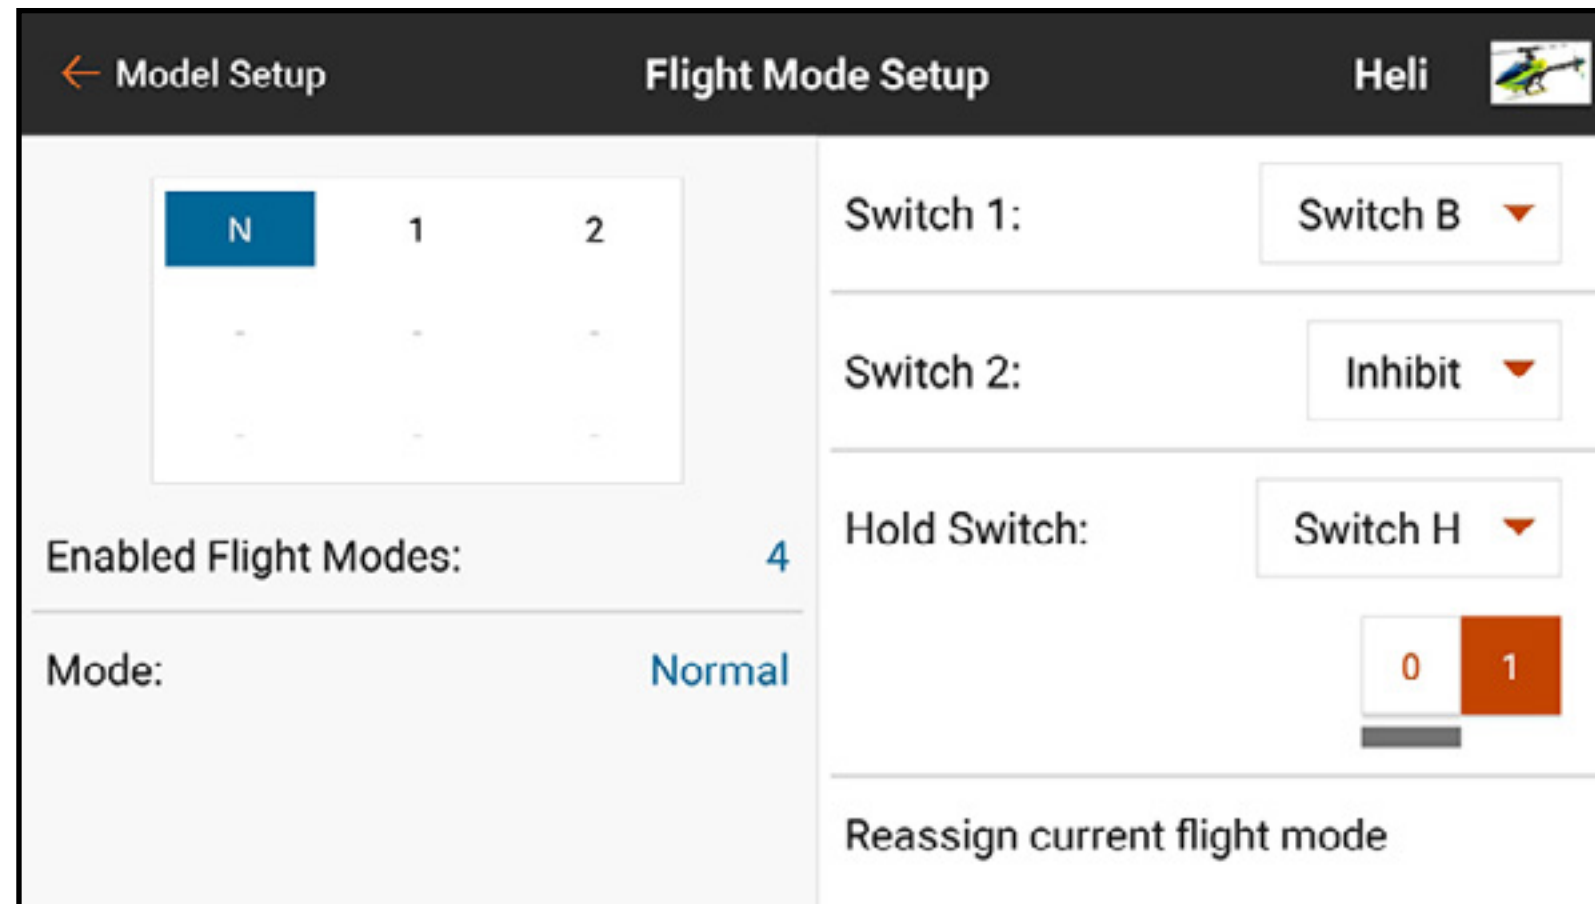 ← Model Setup
Flight Mode Setup
Heli
N 1 2
- - -
- - -
Enabled Flight Modes: 4
Mode: Normal
Switch 1: Switch B
Switch 2: Inhibit
Hold Switch: Switch H
0 1
Reassign current flight mode